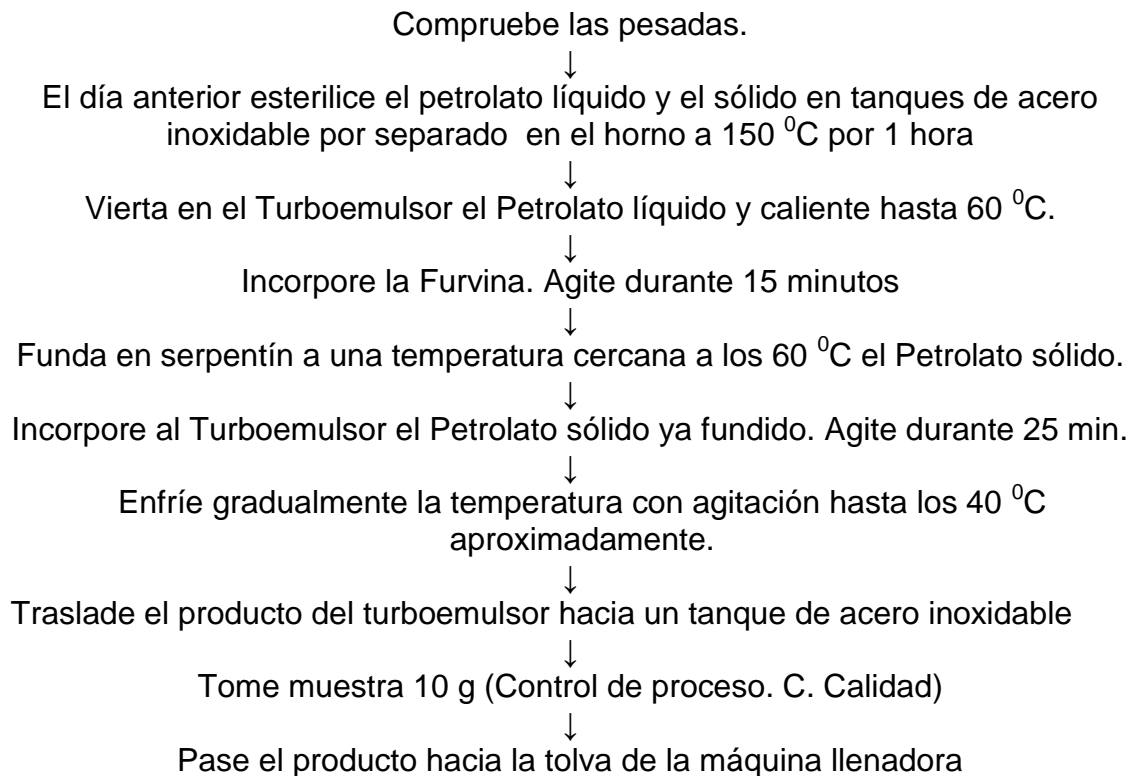 Compruebe las pesadas.
↓
El día anterior esterilice el petrolato líquido y el sólido en tanques de acero
inoxidable por separado  en el horno a 150 ⁰C por 1 hora
↓
Vierta en el Turboemulsor el Petrolato líquido y caliente hasta 60 ⁰C.
↓
Incorpore la Furvina. Agite durante 15 minutos
↓
Funda en serpentín a una temperatura cercana a los 60 ⁰C el Petrolato sólido.
↓
Incorpore al Turboemulsor el Petrolato sólido ya fundido. Agite durante 25 min.
↓
Enfríe gradualmente la temperatura con agitación hasta los 40 ⁰C
aproximadamente.
↓
Traslade el producto del turboemulsor hacia un tanque de acero inoxidable
↓
Tome muestra 10 g (Control de proceso. C. Calidad)
↓
Pase el producto hacia la tolva de la máquina llenadora